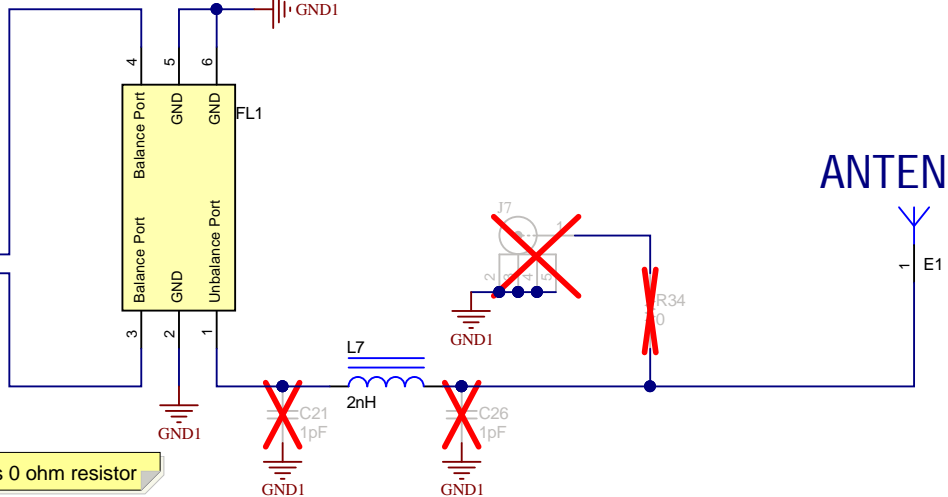 GND1
4
5
6
Balance Port
GND
GND
FL1
Balance Port
GND
Unbalance Port
3
2
1
GND1
J7
1
2
3
4
5
GND1
R34
0
ANTEN
1
E1
L7
2nH
C21
1pF
C26
1pF
GND1
GND1
s 0 ohm resistor